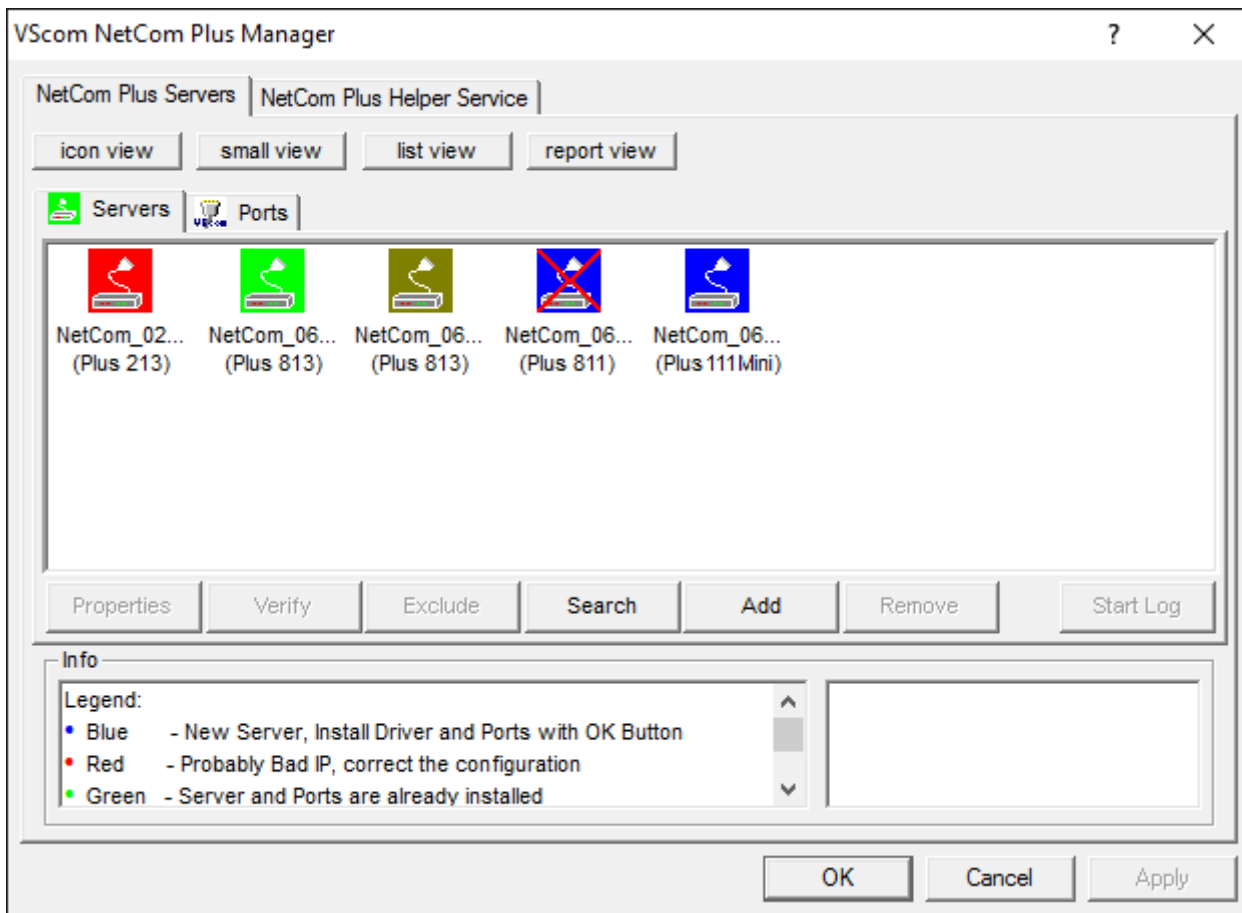 VScom NetCom Plus Manager
NetCom Plus Servers NetCom Plus Helper Service
icon view small view list view report view
Servers Ports
NetCom_02... NetCom_06... NetCom_06... NetCom_06... NetCom_06...
(Plus 213) (Plus 813) (Plus 813) (Plus 811) (Plus 111Mini)
Properties Verify Exclude Search Add Remove Start Log
Info
Legend:
• Blue - New Server, Install Driver and Ports with OK Button
• Red - Probably Bad IP, correct the configuration
• Green - Server and Ports are already installed
OK Cancel Apply